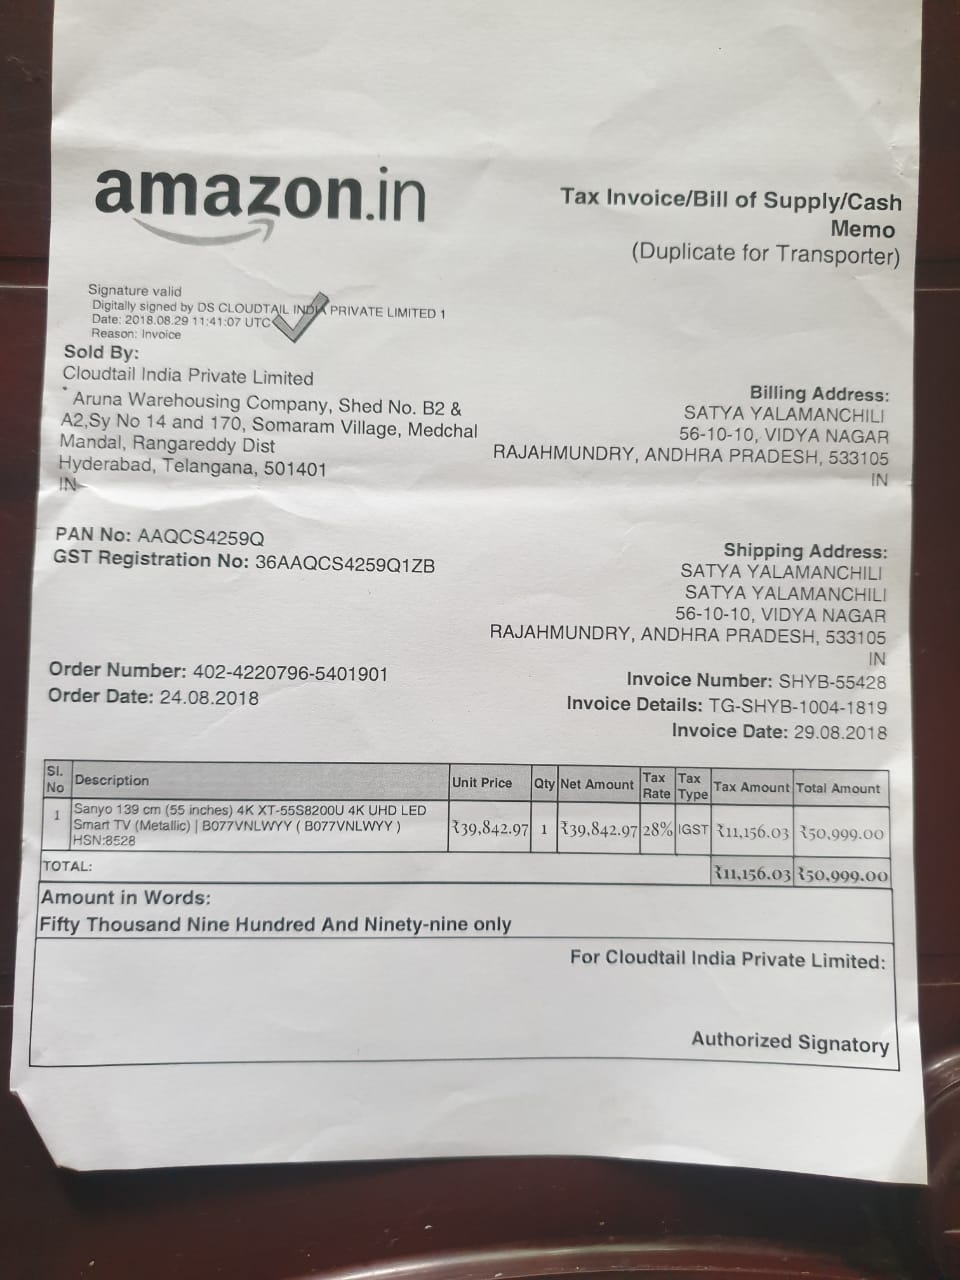 amazon.in
Tax Invoice/Bill of Supply/Cash
Memo
(Duplicate for Transporter)
Signature valid
Digitally signed by DS CLOUDTAIL INDIA PRIVATE LIMITED 1
Date: 2018.08.29 11:41:07 UTC
Reason: Invoice
Sold By:
Cloudtail India Private Limited
* Aruna Warehousing Company, Shed No. B2 &
A2,Sy No 14 and 170, Somaram Village, Medchal
Mandal, Rangareddy Dist
Hyderabad, Telangana, 501401
IN
Billing Address:
SATYA YALAMANCHILI
56-10-10, VIDYA NAGAR
RAJAHMUNDRY, ANDHRA PRADESH, 533105
IN
PAN No: AAQCS4259Q
GST Registration No: 36AAQCS4259Q1ZB
Shipping Address:
SATYA YALAMANCHILI
SATYA YALAMANCHILI
56-10-10, VIDYA NAGAR
RAJAHMUNDRY, ANDHRA PRADESH, 533105
IN
Order Number: 402-4220796-5401901
Order Date: 24.08.2018
Invoice Number: SHYB-55428
Invoice Details: TG-SHYB-1004-1819
Invoice Date: 29.08.2018
Sl. No Description Unit Price Qty Net Amount Tax Rate Tax Type Tax Amount Total Amount
1 Sanyo 139 cm (55 inches) 4K XT-55S8200U 4K UHD LED
Smart TV (Metallic) | B077VNLWYY ( B077VNLWYY ) ₹39,842.97 1 ₹39,842.97 28% IGST ₹11,156.03 ₹50,999.00
HSN:8528
TOTAL: ₹11,156.03 ₹50,999.00
Amount in Words:
Fifty Thousand Nine Hundred And Ninety-nine only
For Cloudtail India Private Limited:
Authorized Signatory